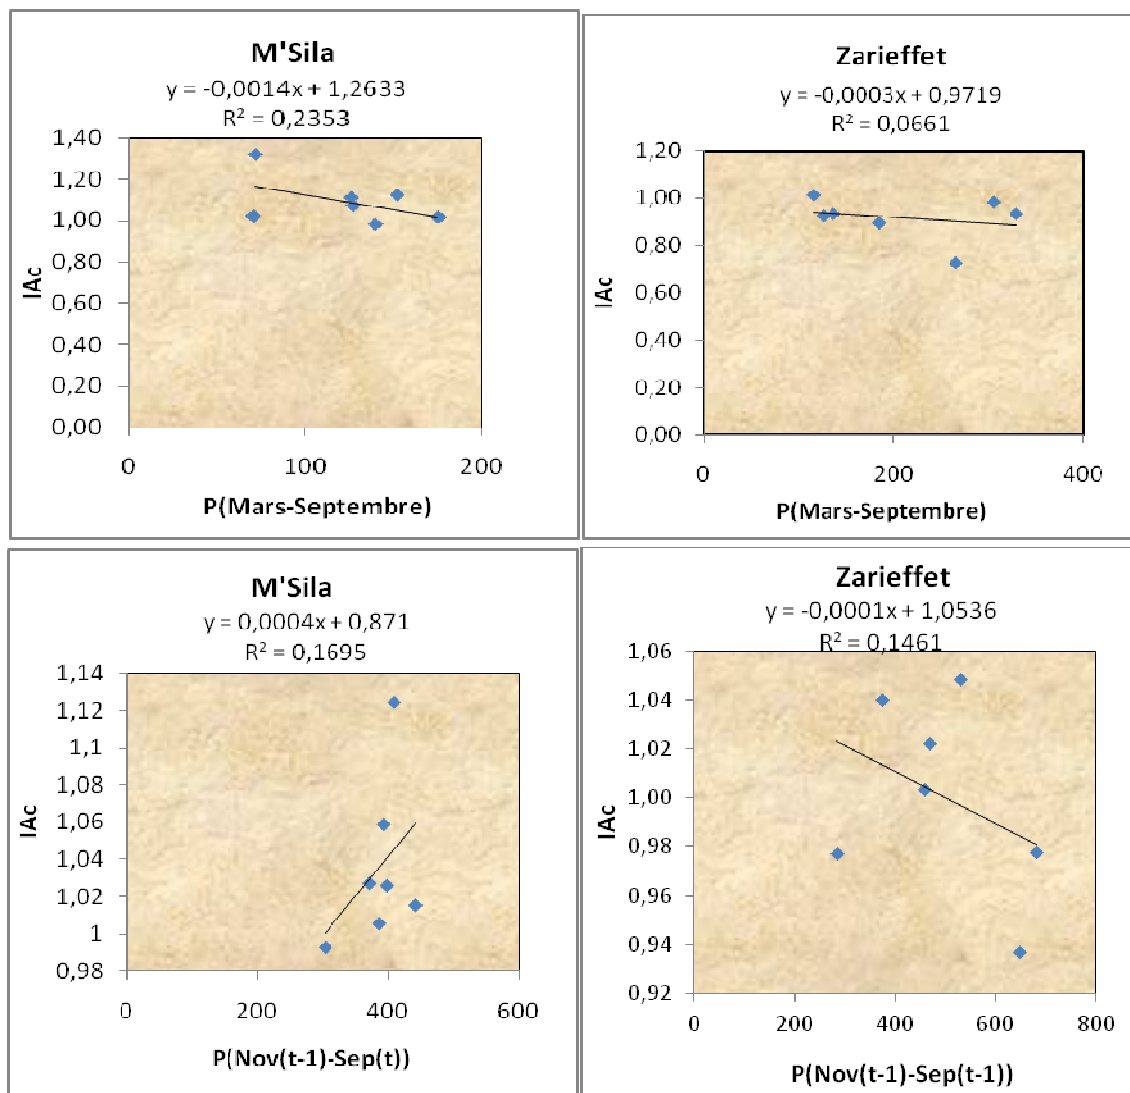 M'Sila
y = -0,0014x + 1,2633
R² = 0,2353
1,40
1,20
1,00
0,80
0,60
0,40
0,20
0,00
IAc
0 100 200
P(Mars-Septembre)
Zarieffet
y = -0,0003x + 0,9719
R² = 0,0661
1,20
1,00
0,80
0,60
0,40
0,20
0,00
IAc
0 200 400
P(Mars-Septembre)
M'Sila
y = 0,0004x + 0,871
R² = 0,1695
1,14
1,12
1,1
1,08
1,06
1,04
1,02
1
0,98
IAc
0 200 400 600
P(Nov(t-1)-Sep(t))
Zarieffet
y = -0,0001x + 1,0536
R² = 0,1461
1,06
1,04
1,02
1,00
0,98
0,96
0,94
0,92
IAc
0 200 400 600 800
P(Nov(t-1)-Sep(t-1))